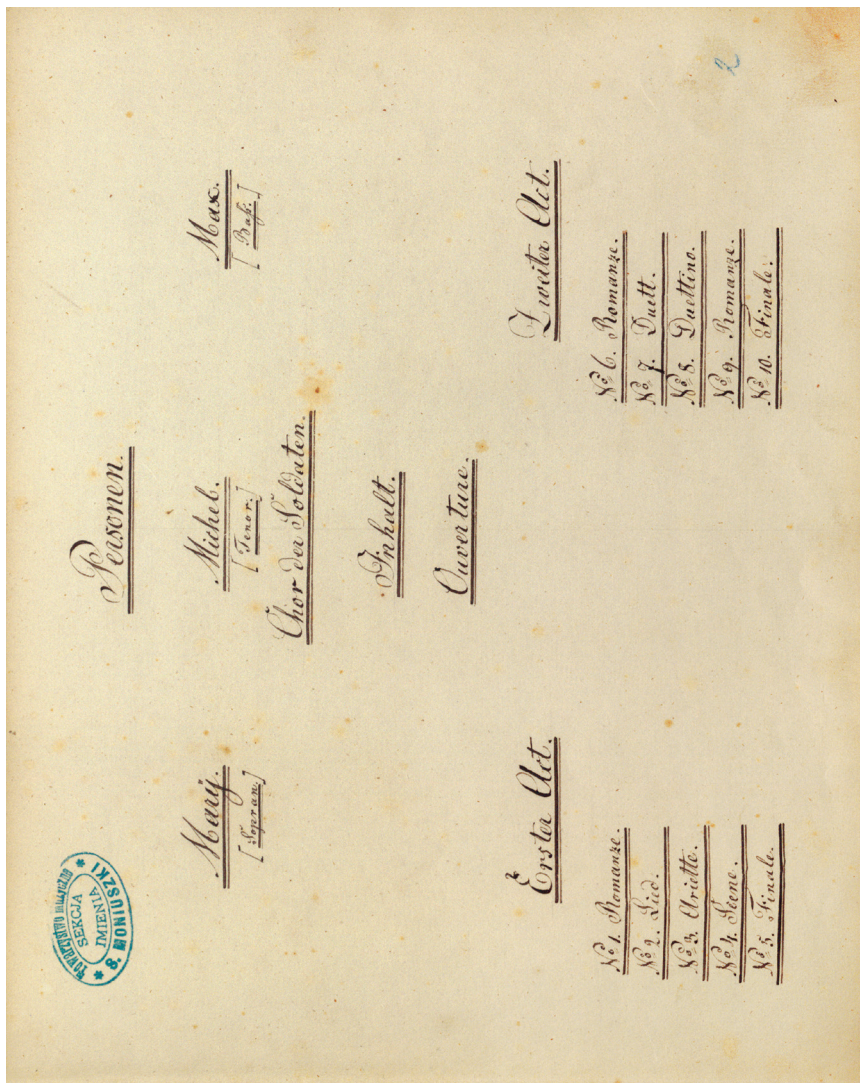 2
Personen.
Marÿ. Michel. Max.
[Sopran.] [Tenor.] [Baß.]
Chor der Soldaten.
Inhalt.
Ouverture.
Erster Act. Zweiter Act.
No 1. Romanze. No 6. Romanze.
No 2. Lied. No 7. Duett.
No 3. Ariette. No 8. Duettino.
No 4. Scene. No 9. Romanze.
No 5. Finale. No 10. Finale.
TOWARZYSTWO MUZYCZNE
SEKCJA
IMIENIA
* S. MONIUSZKI *